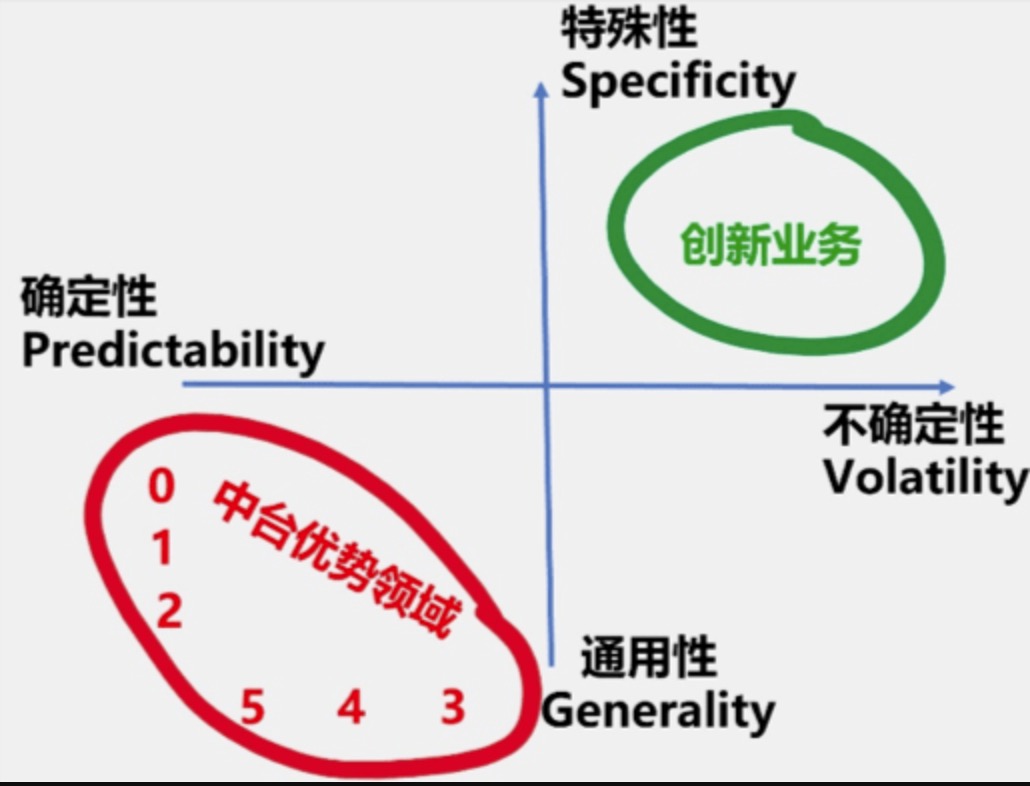 特殊性
Specificity
创新业务
确定性
Predictability
不确定性
Volatility
0
中台优势领域
1
2
通用性
5 4 3
Generality